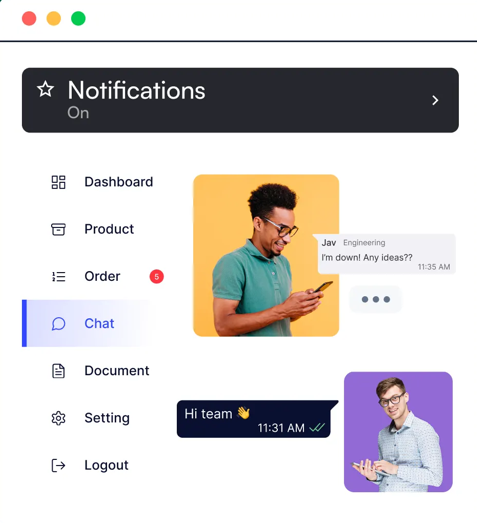 Notifications
On
Dashboard
Product
Order 5
Chat
Document
Setting
Logout
Jav Engineering
I'm down! Any ideas??
11:35 AM
Hi team 👋
11:31 AM